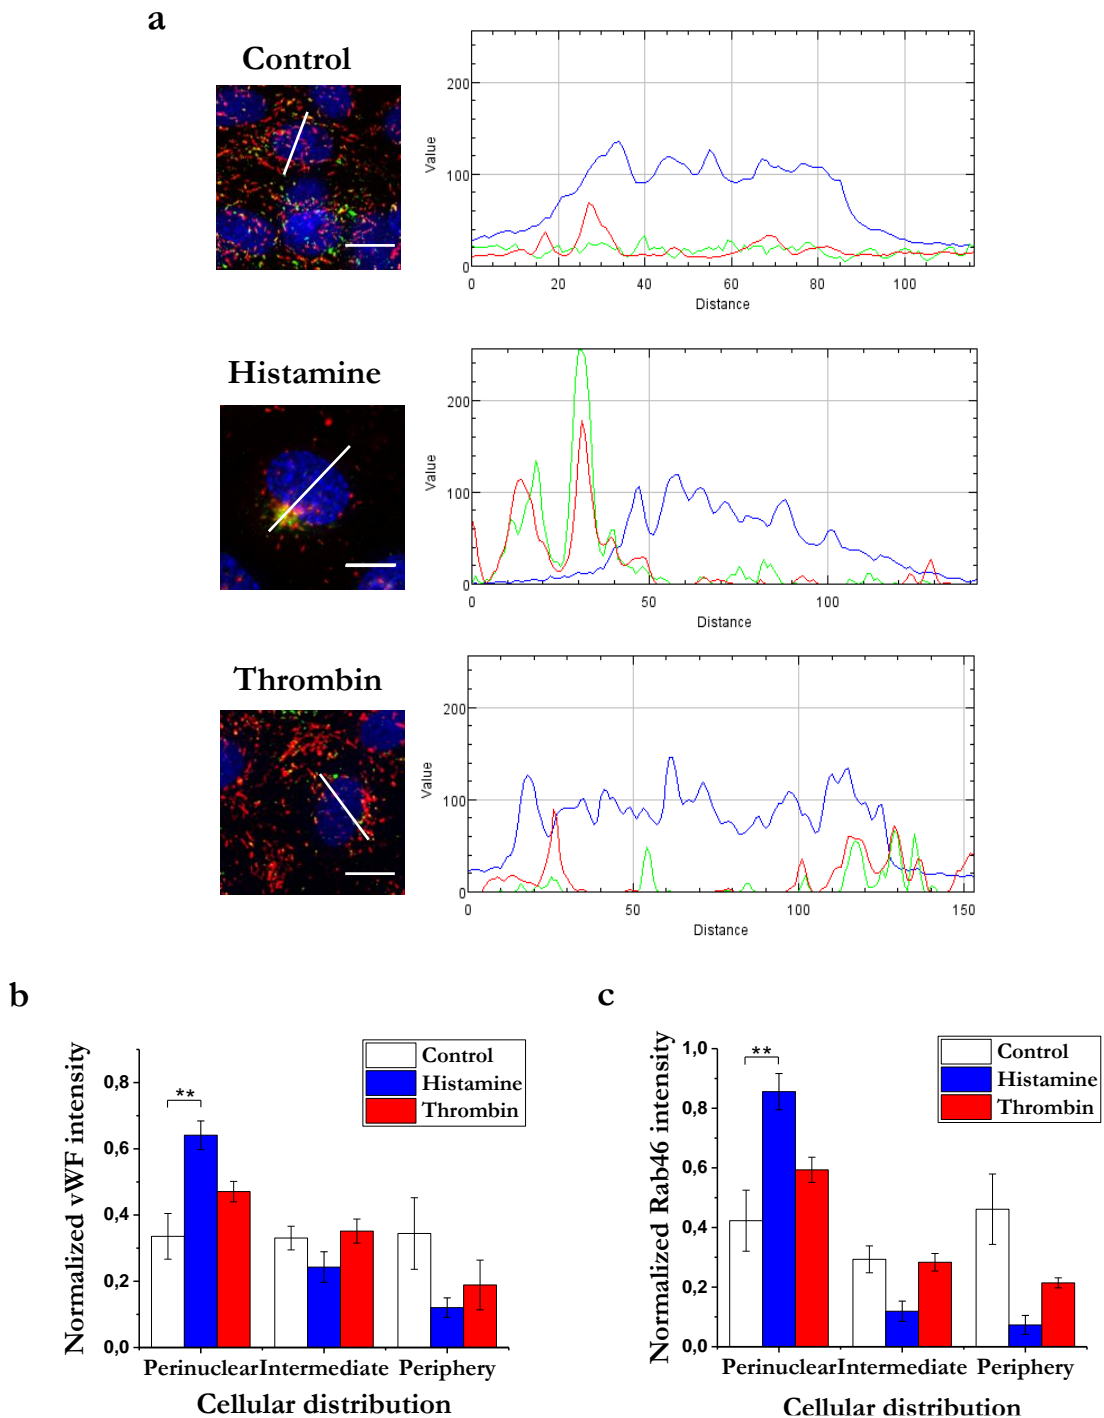 a
Control
200
100
0
Value
0 20 40 60 80 100
Distance
Histamine
200
100
0
Value
0 50 100
Distance
Thrombin
200
100
0
Value
0 50 100 150
Distance
b
Normalized vWF intensity
0,8
0,6
0,4
0,2
0,0
**
Control
Histamine
Thrombin
Perinuclear Intermediate Periphery
Cellular distribution
c
Normalized Rab46 intensity
1,0
0,8
0,6
0,4
0,2
0,0
**
Control
Histamine
Thrombin
Perinuclear Intermediate Periphery
Cellular distribution